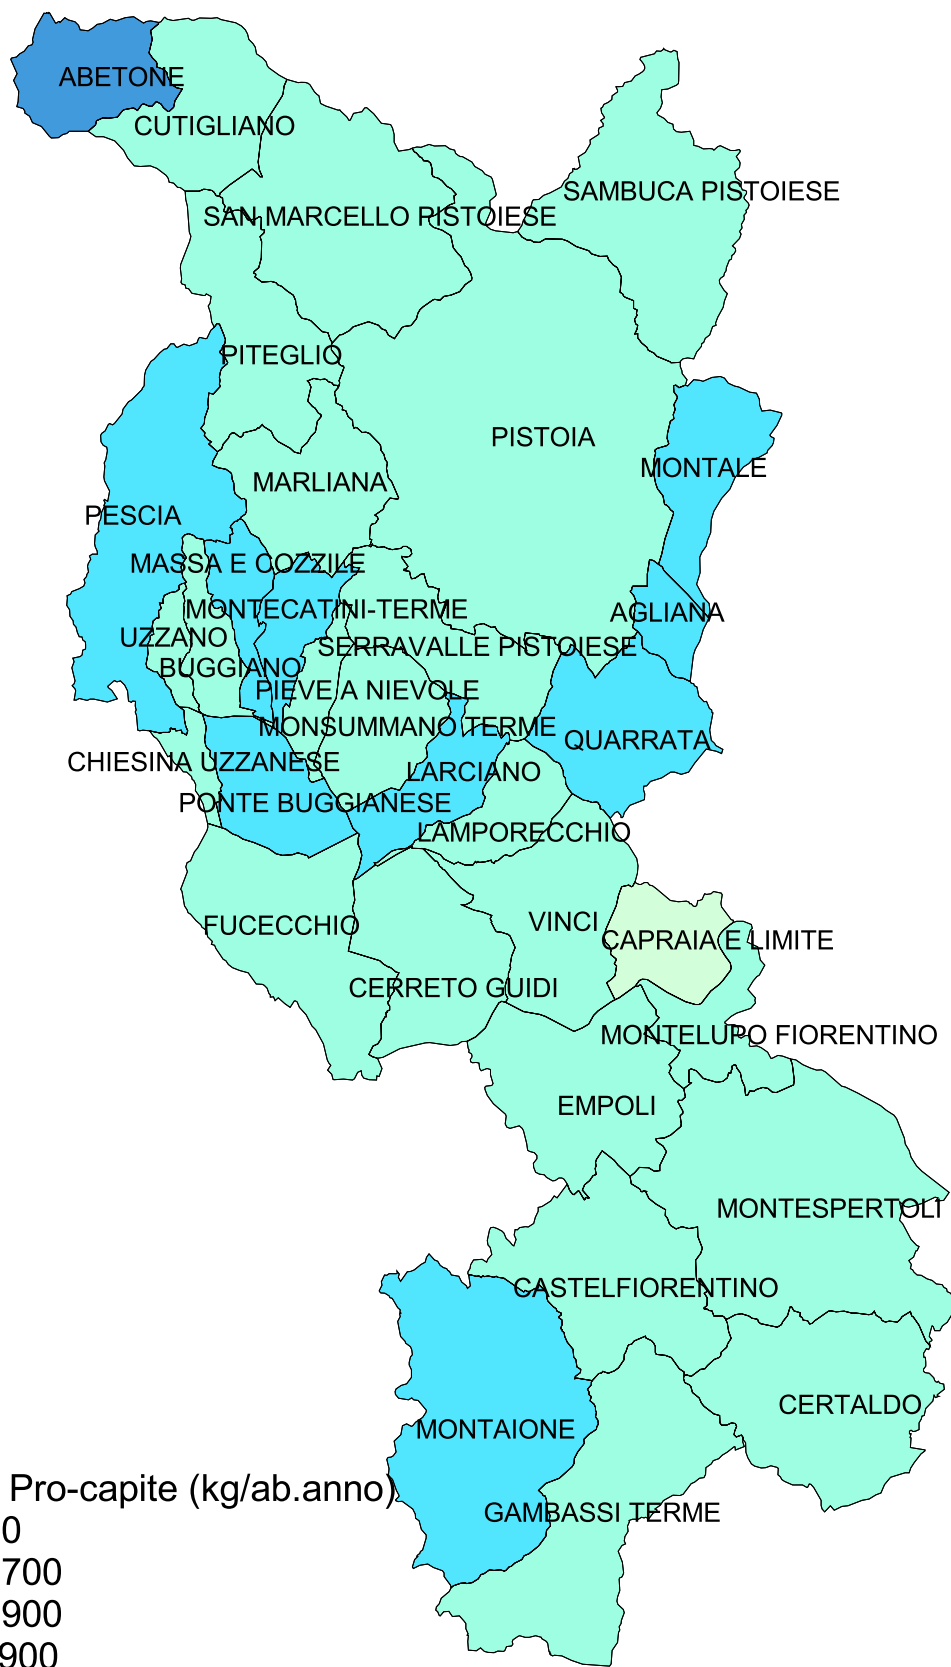 ABETONE
CUTIGLIANO
SAMBUCA PISTOIESE
SAN MARCELLO PISTOIESE
PITEGLIO
PISTOIA
MONTALE
MARLIANA
PESCIA
MASSA E COZZILE
MONTECATINI-TERME
AGLIANA
UZZANO
SERRAVALLE PISTOIESE
BUGGIANO
PIEVE A NIEVOLE
MONSUMMANO TERME
QUARRATA
CHIESINA UZZANESE
LARCIANO
PONTE BUGGIANESE
LAMPORECCHIO
FUCECCHIO
VINCI
CAPRAIA E LIMITE
CERRETO GUIDI
MONTELUPO FIORENTINO
EMPOLI
MONTESPERTOLI
CASTELFIORENTINO
CERTALDO
MONTAIONE
Pro-capite (kg/ab.anno)
GAMBASSI TERME
0
700
900
900